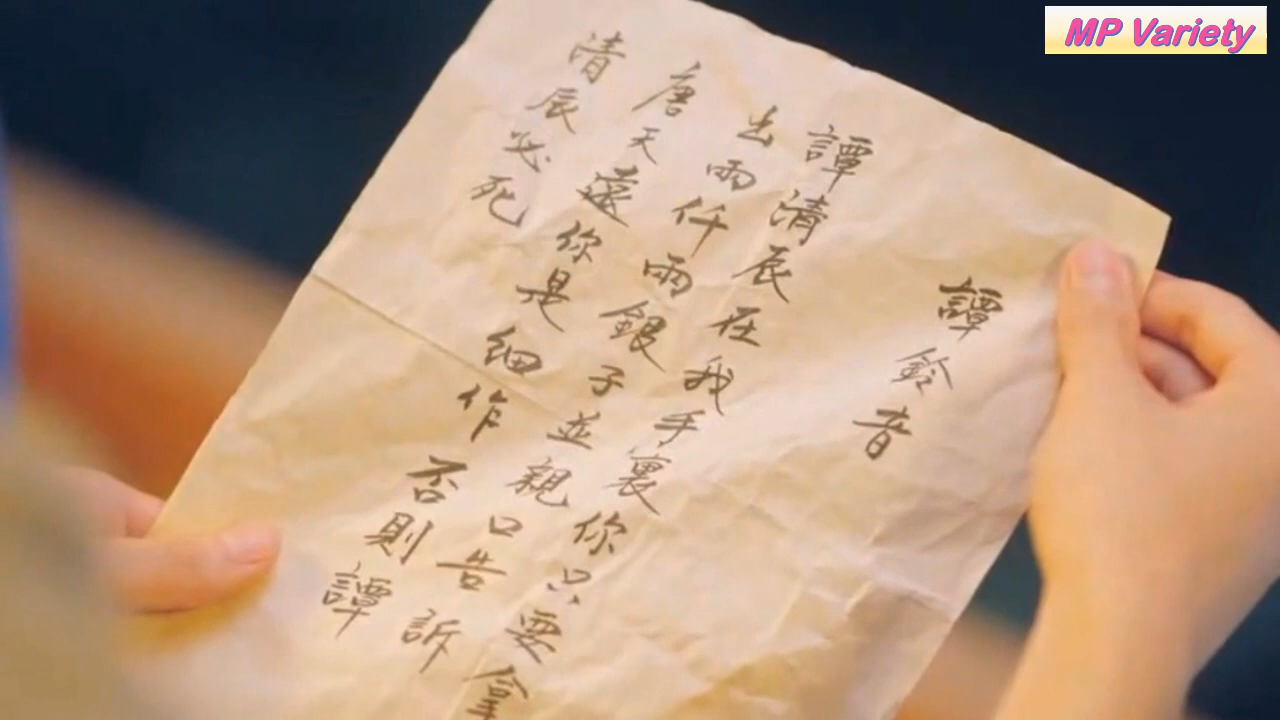 MP Variety
譚鈴音
譚清辰在我手裏你只要拿
出兩仟兩銀子並親口告訴
唐天遠你是細作否則譚
清辰必死